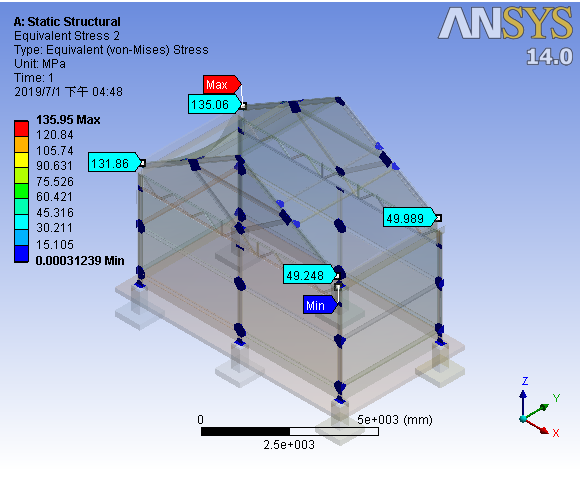 A: Static Structural
Equivalent Stress 2
Type: Equivalent (von-Mises) Stress
Unit: MPa
Time: 1
2019/7/1 下午 04:48
135.95 Max
120.84
105.74
90.631
75.526
60.421
45.316
30.211
15.105
0.00031239 Min
ANSYS
14.0
Max
135.06
131.86
49.989
49.248
Min
0
5e+003 (mm)
2.5e+003
Z
Y
X